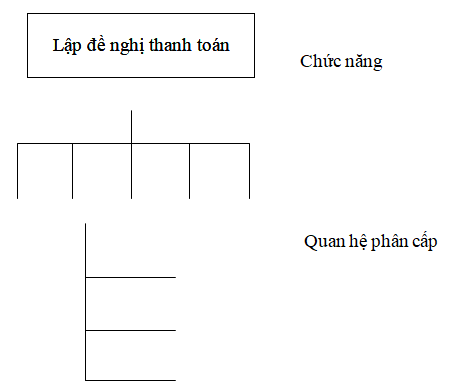 Lập đề nghị thanh toán
Chức năng
Quan hệ phân cấp